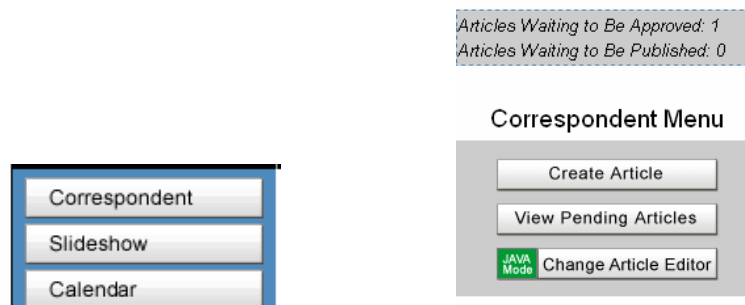 Articles Waiting to Be Approved: 1
Articles Waiting to Be Published: 0
Correspondent Menu
Create Article
View Pending Articles
JAVA
Mode
Change Article Editor
Correspondent
Slideshow
Calendar